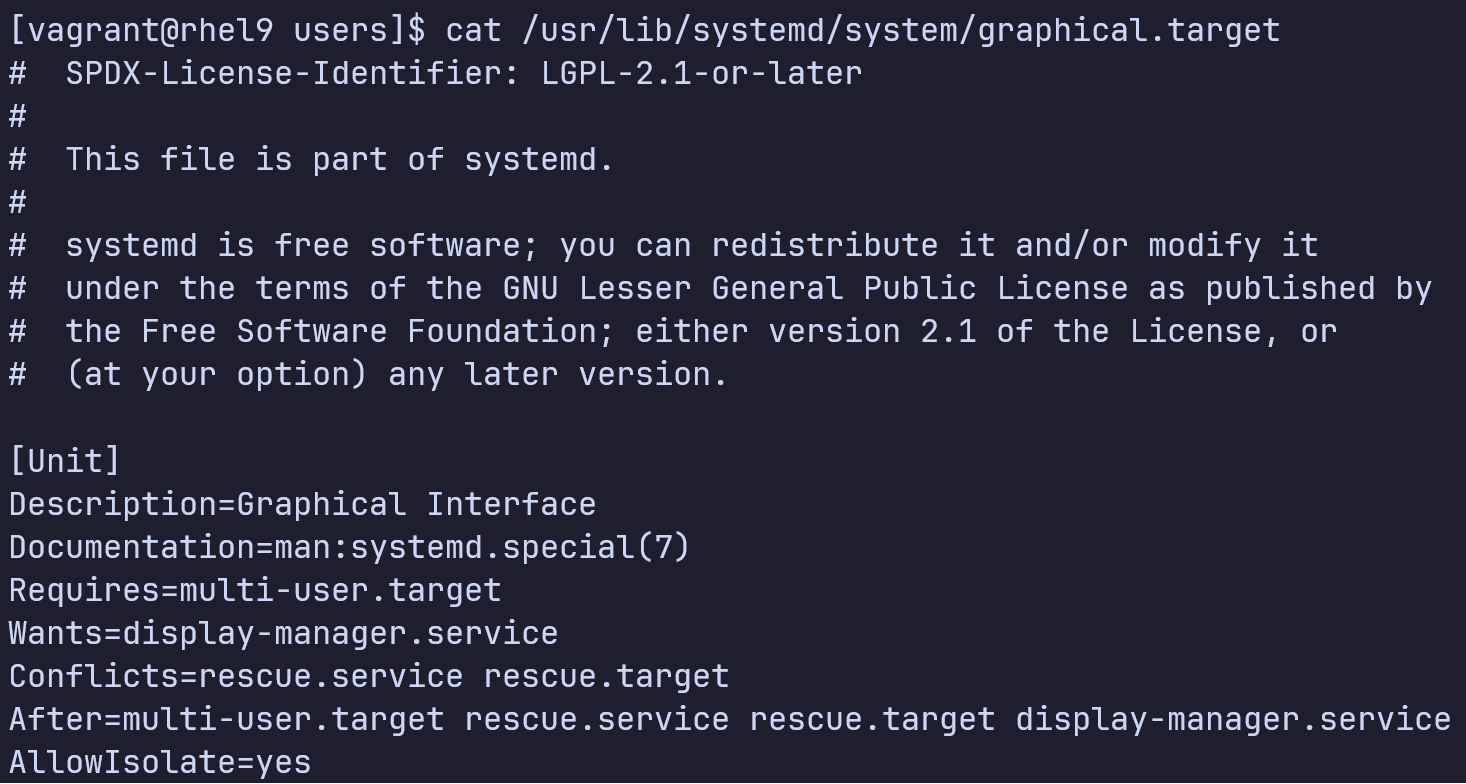 [vagrant@rhel9 users]$ cat /usr/lib/systemd/system/graphical.target
#  SPDX-License-Identifier: LGPL-2.1-or-later
#
#  This file is part of systemd.
#
#  systemd is free software; you can redistribute it and/or modify it
#  under the terms of the GNU Lesser General Public License as published by
#  the Free Software Foundation; either version 2.1 of the License, or
#  (at your option) any later version.

[Unit]
Description=Graphical Interface
Documentation=man:systemd.special(7)
Requires=multi-user.target
Wants=display-manager.service
Conflicts=rescue.service rescue.target
After=multi-user.target rescue.service rescue.target display-manager.service
AllowIsolate=yes